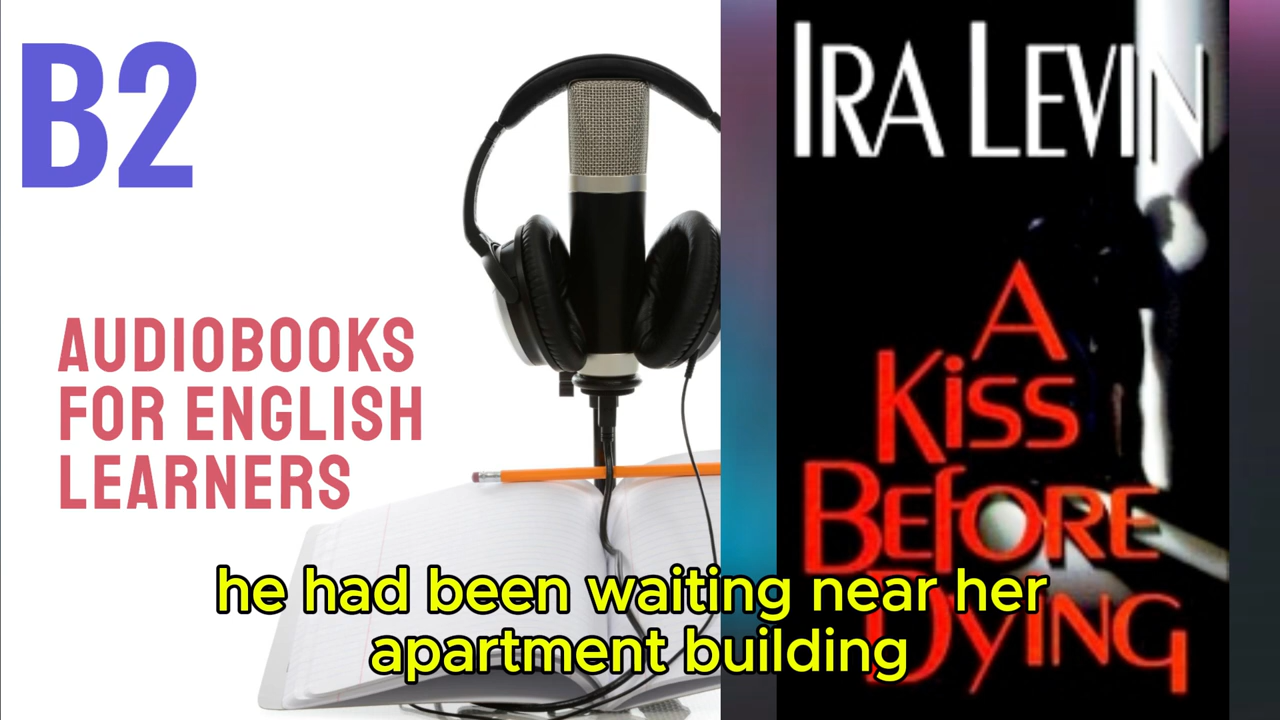 B2
AUDIOBOOKS
FOR ENGLISH
LEARNERS
IRA LEVIN
A
KISS
BEFORE
DYING
he had been waiting near her
apartment building